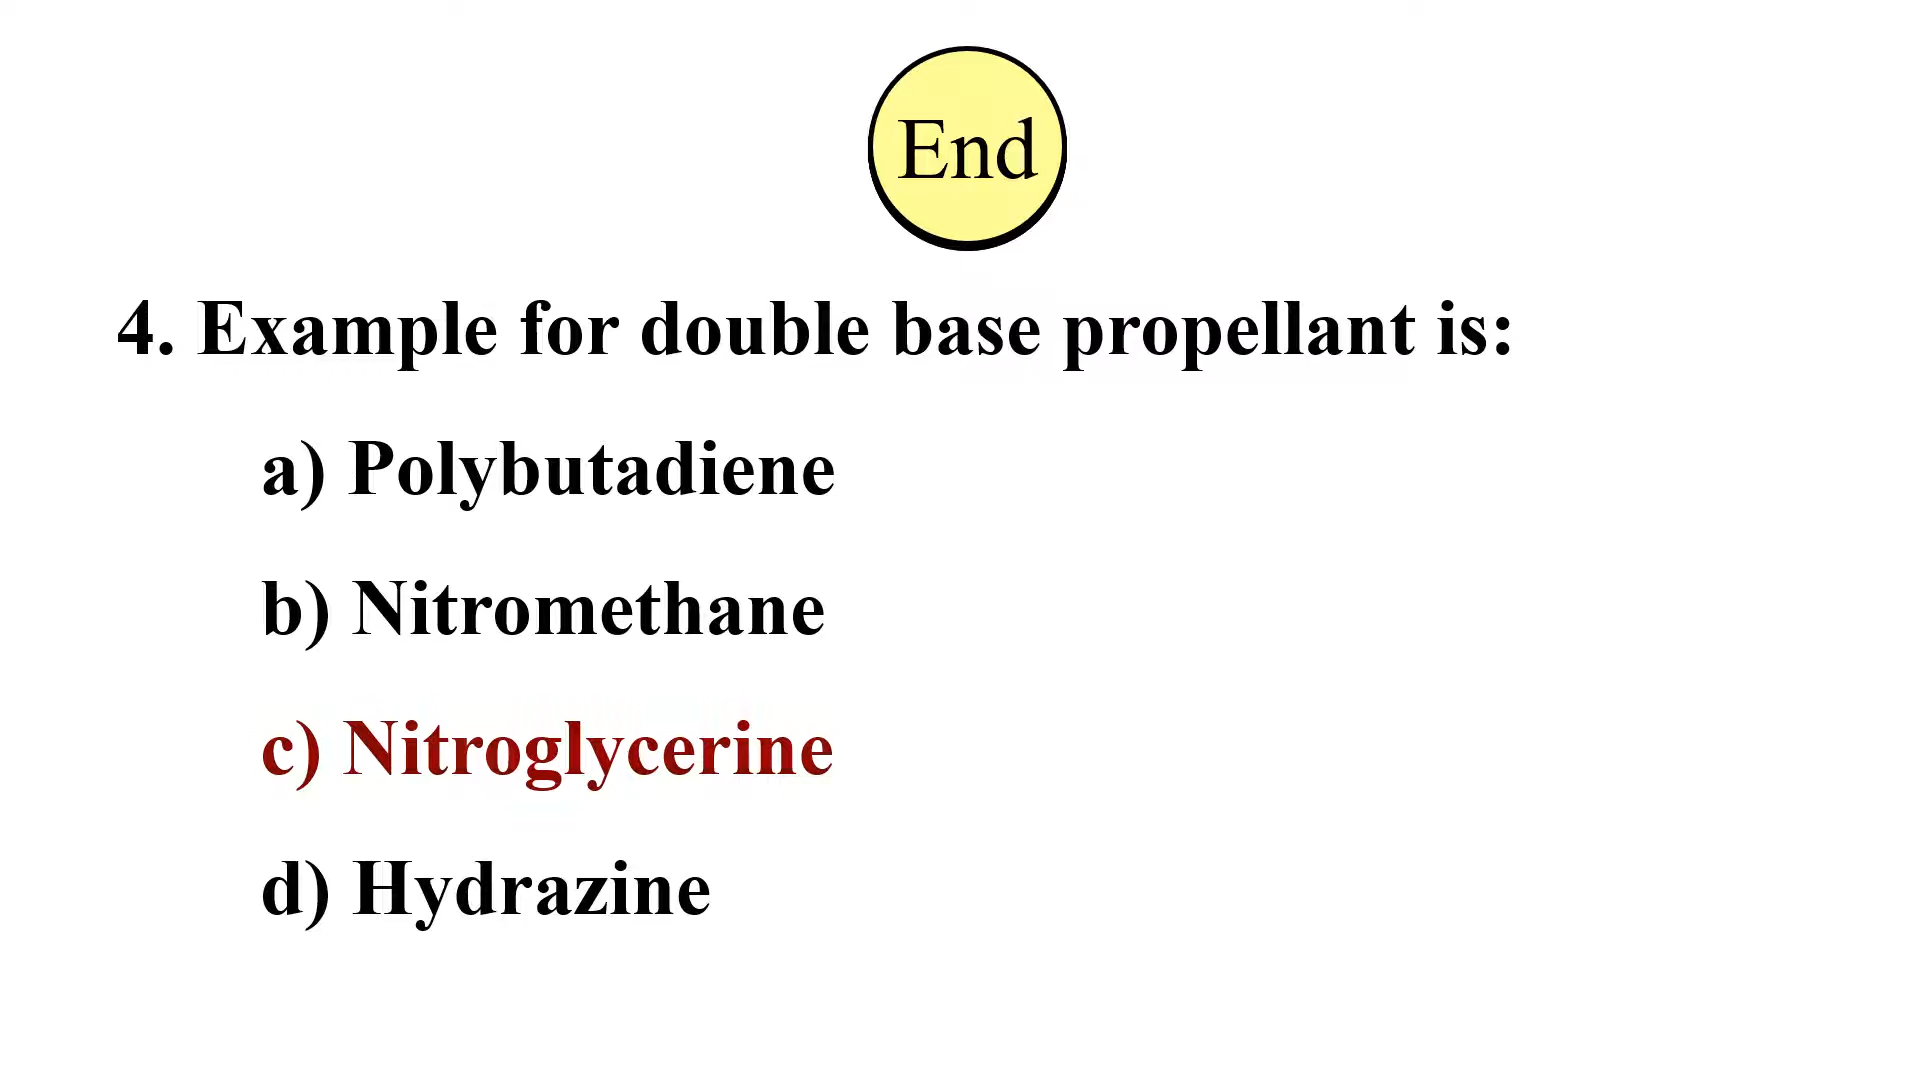 End
4. Example for double base propellant is:
a) Polybutadiene
b) Nitromethane
c) Nitroglycerine
d) Hydrazine